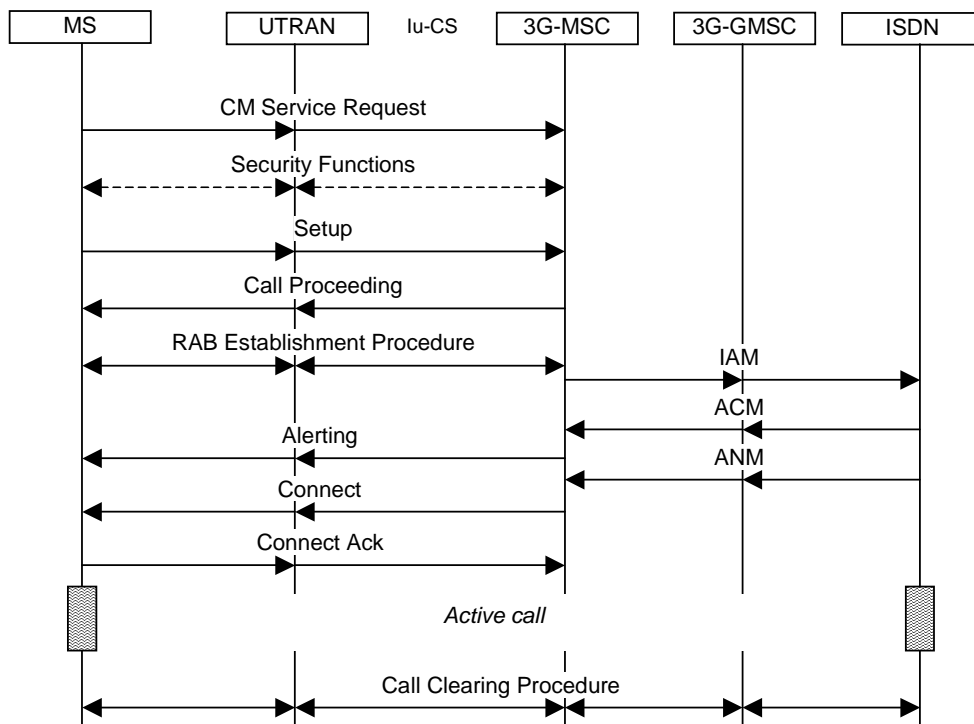 MS
UTRAN
Iu-CS
3G-MSC
3G-GMSC
ISDN
CM Service Request
Security Functions
Setup
Call Proceeding
RAB Establishment Procedure
IAM
ACM
Alerting
ANM
Connect
Connect Ack
Active call
Call Clearing Procedure